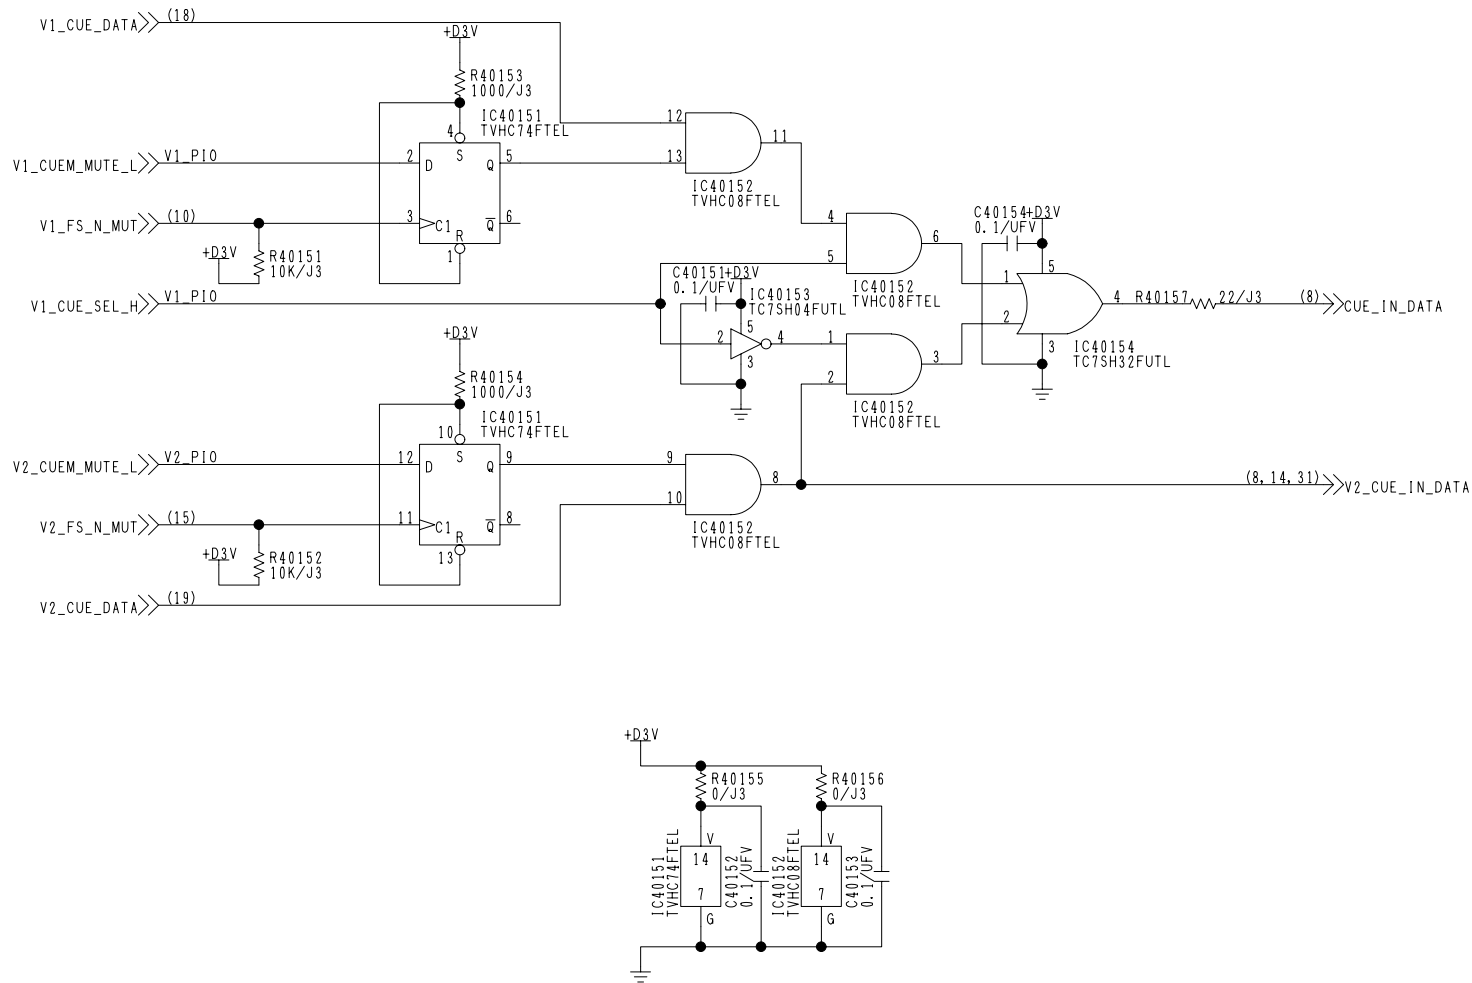 V1_CUE_DATA
(18)
+D3V
R40153
1000/J3
IC40151
TVHC74FTEL
4
S
V1_CUEM_MUTE_L
V1_PIO
2
D
Q
5
V1_FS_N_MUT
(10)
3
C1
Q
6
R
1
+D3V
R40151
10K/J3
12
13
11
IC40152
TVHC08FTEL
V1_CUE_SEL_H
V1_PIO
4
5
6
IC40152
TVHC08FTEL
C40151
+D3V
0.1/UFV
IC40153
TC7SH04FUTL
5
2
4
3
C40154
+D3V
0.1/UFV
5
1
2
4
3
IC40154
TC7SH32FUTL
R40157
22/J3
(8)
CUE_IN_DATA
1
2
3
IC40152
TVHC08FTEL
+D3V
R40154
1000/J3
IC40151
TVHC74FTEL
10
S
V2_CUEM_MUTE_L
V2_PIO
12
D
Q
9
V2_FS_N_MUT
(15)
11
C1
Q
8
R
13
+D3V
R40152
10K/J3
9
10
8
IC40152
TVHC08FTEL
(8,14,31)
V2_CUE_IN_DATA
V2_CUE_DATA
(19)
+D3V
R40155
0/J3
R40156
0/J3
IC40151
TVHC74FTEL
V
14
7
G
C40152
0.1/UFV
IC40152
TVHC08FTEL
V
14
7
G
C40153
0.1/UFV